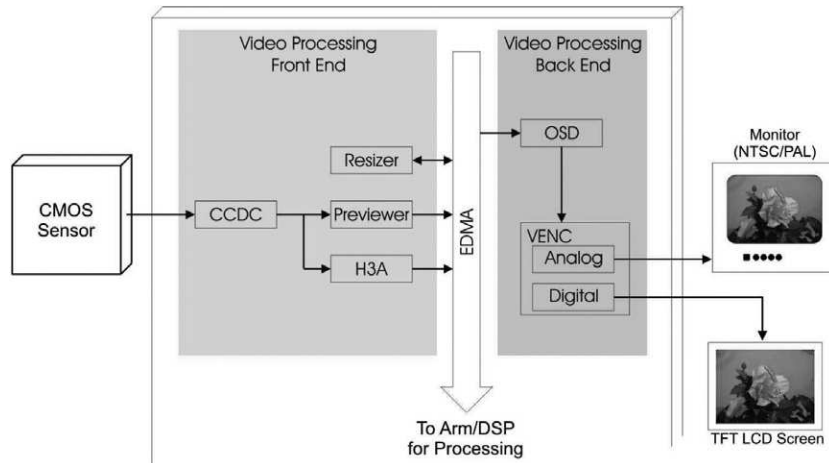 Video Processing
Front End
Video Processing
Back End
CMOS
Sensor
CCDC
Resizer
Previewer
H3A
EDMA
OSD
VENC
Analog
Digital
Monitor
(NTSC/PAL)
TFT LCD Screen
To Arm/DSP
for Processing